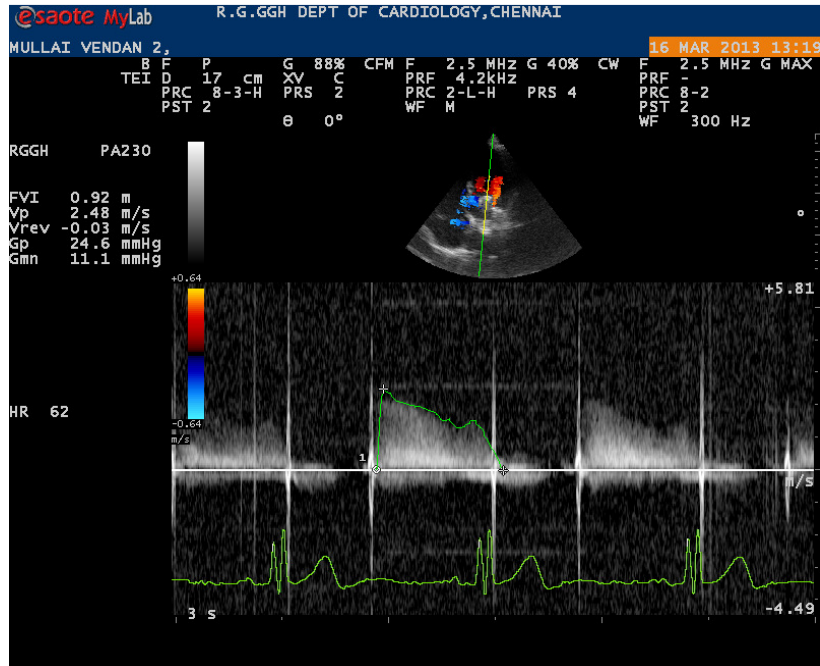 esaote MyLab R.G.GGH DEPT OF CARDIOLOGY,CHENNAI
MULLAI VENDAN 2, 16 MAR 2013 13:19
B F P G 88% CFM F 2.5 MHz G 40% CW F 2.5 MHz G MAX
TEI D 17 cm XV C PRF 4.2kHz PRF -
PRC 8-3-H PRS 2 PRC 2-L-H PRS 4 PRC 8-2
PST 2 WF M PST 2
θ 0° WF 300 Hz
RGGH PA230
FVI 0.92 m
Vp 2.48 m/s
Vrev -0.03 m/s
Gp 24.6 mmHg
Gmn 11.1 mmHg
+0.64
+5.81
HR 62
-0.64
m/s
1
m/s
3 s
-4.49